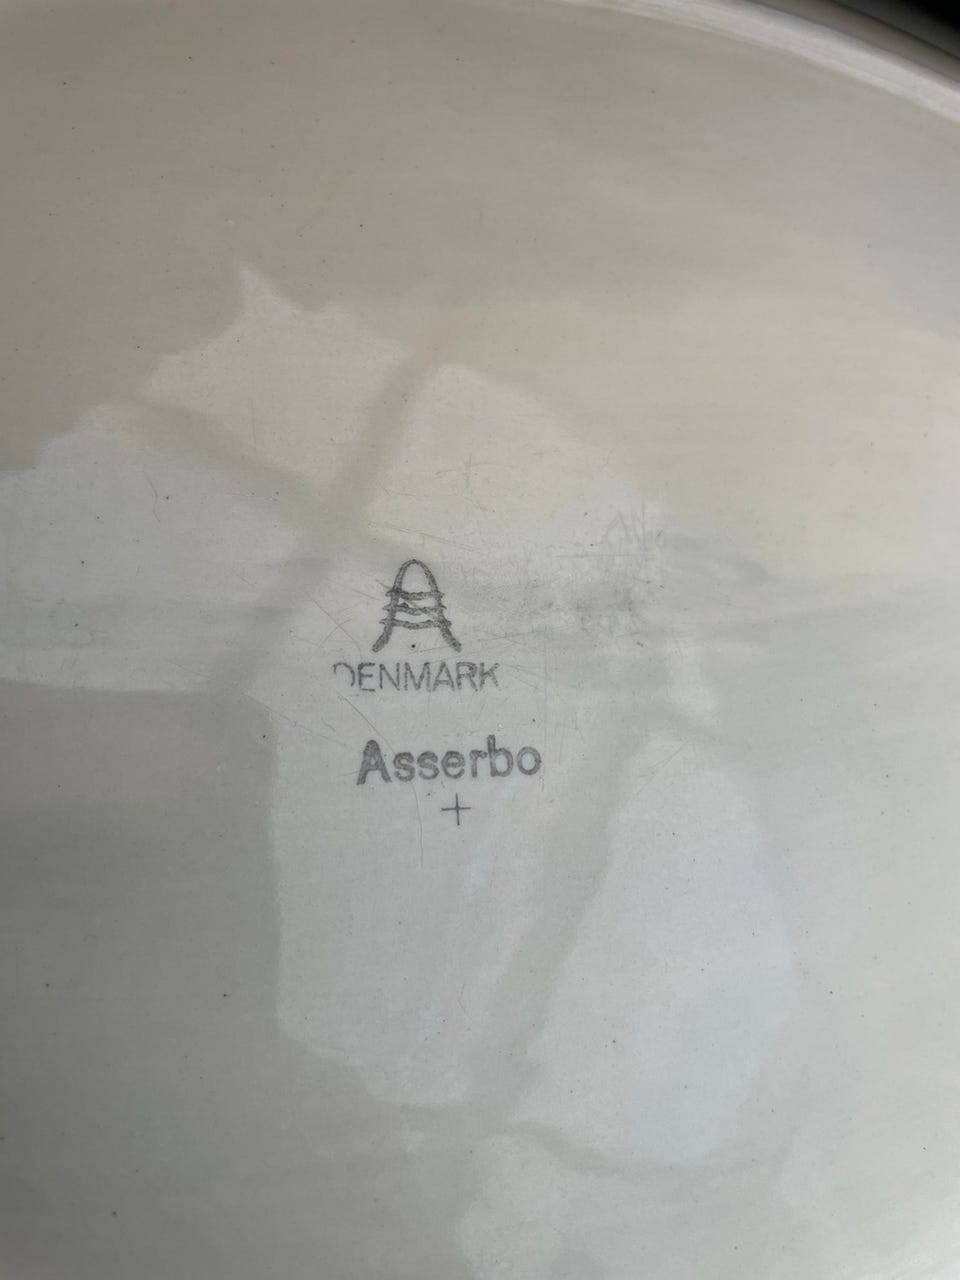 DENMARK
Asserbo
+